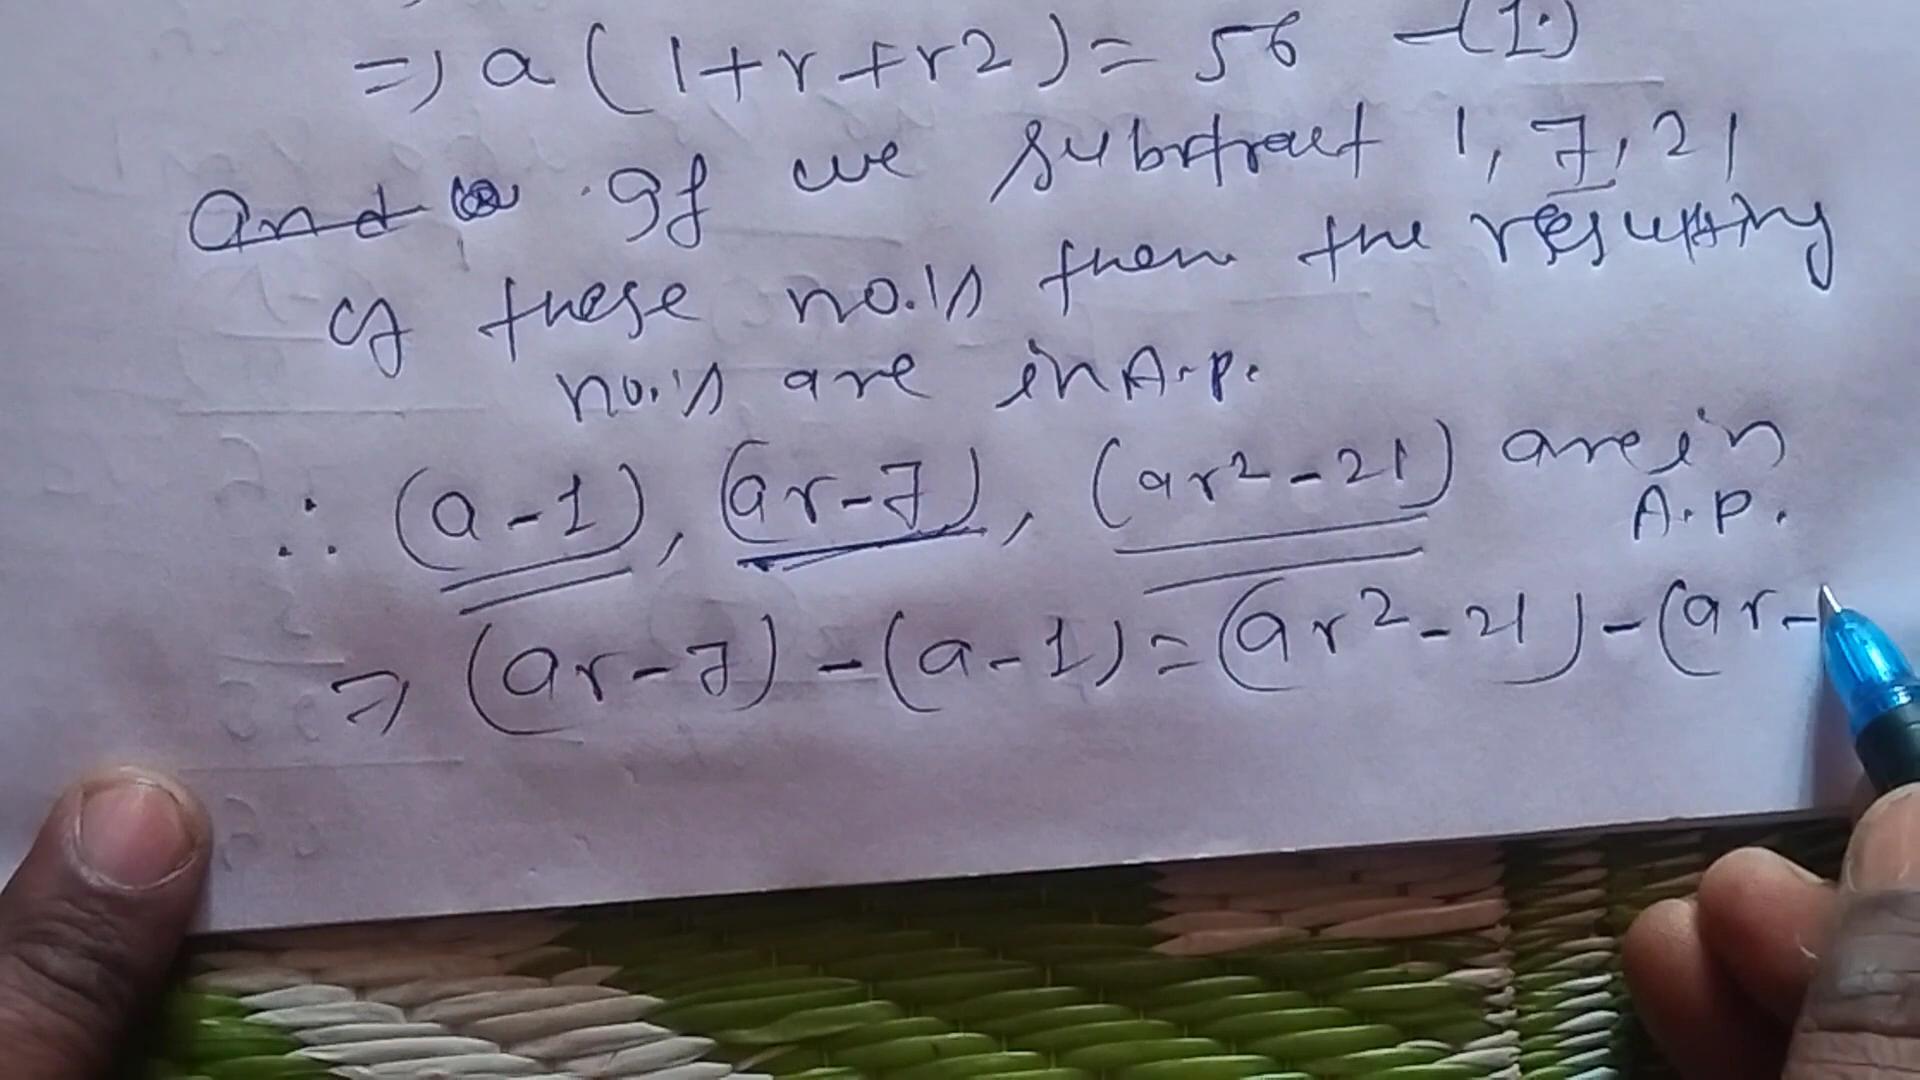 =) a (1+r+r2) = 56 -(1.)
and If we subtract 1, 7, 21
of these no.'s then the resulting
no.'s are in A.P.
∴ (a-1), (ar-7), (ar²-21) are in
A.P.
=> (ar-7) - (a-1) = (ar²-21) - (ar-